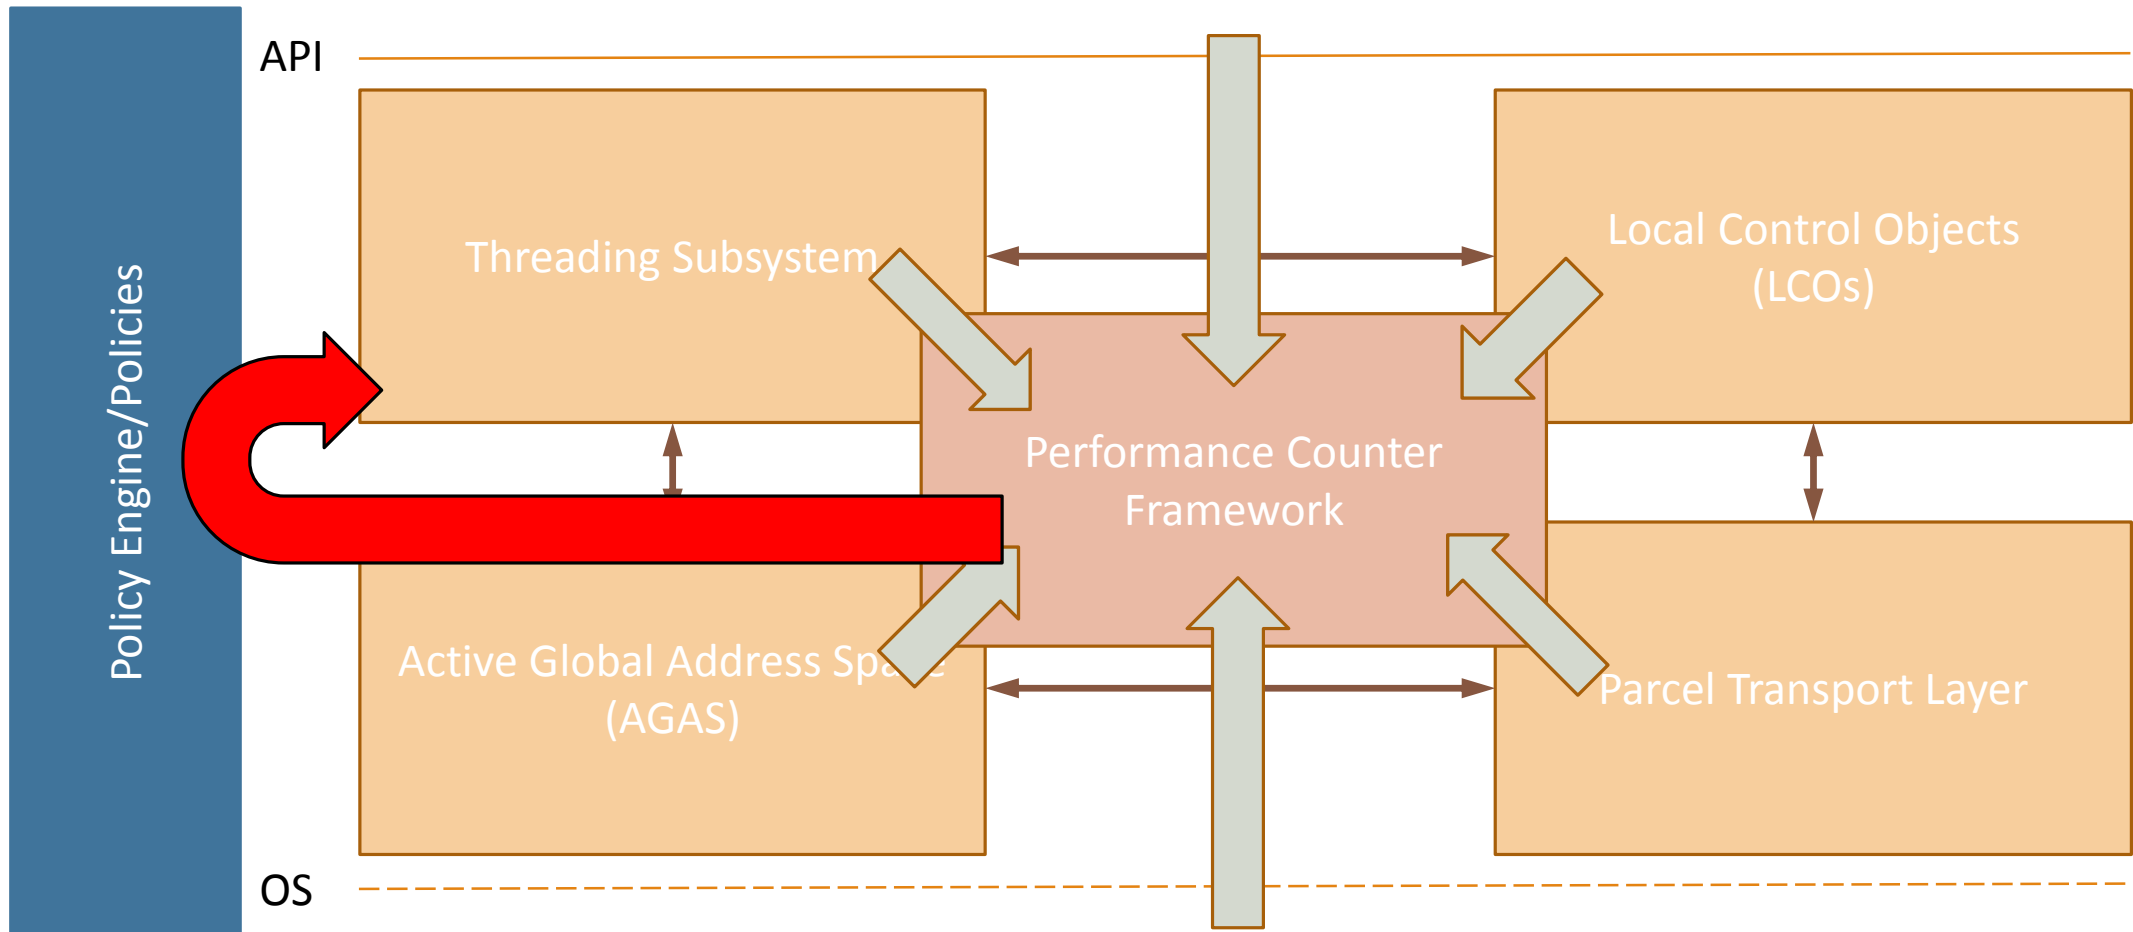 API
Policy Engine/Policies
Threading Subsystem
Local Control Objects
(LCOs)
Performance Counter
Framework
Active Global Address Space
(AGAS)
Parcel Transport Layer
OS